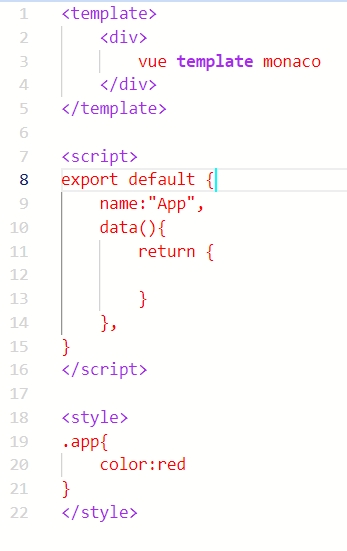 1 <template>
2     <div>
3         vue template monaco
4     </div>
5 </template>
6
7 <script>
8 export default {
9     name:"App",
10     data(){
11         return {
12
13         }
14     },
15 }
16 </script>
17
18 <style>
19 .app{
20     color:red
21 }
22 </style>